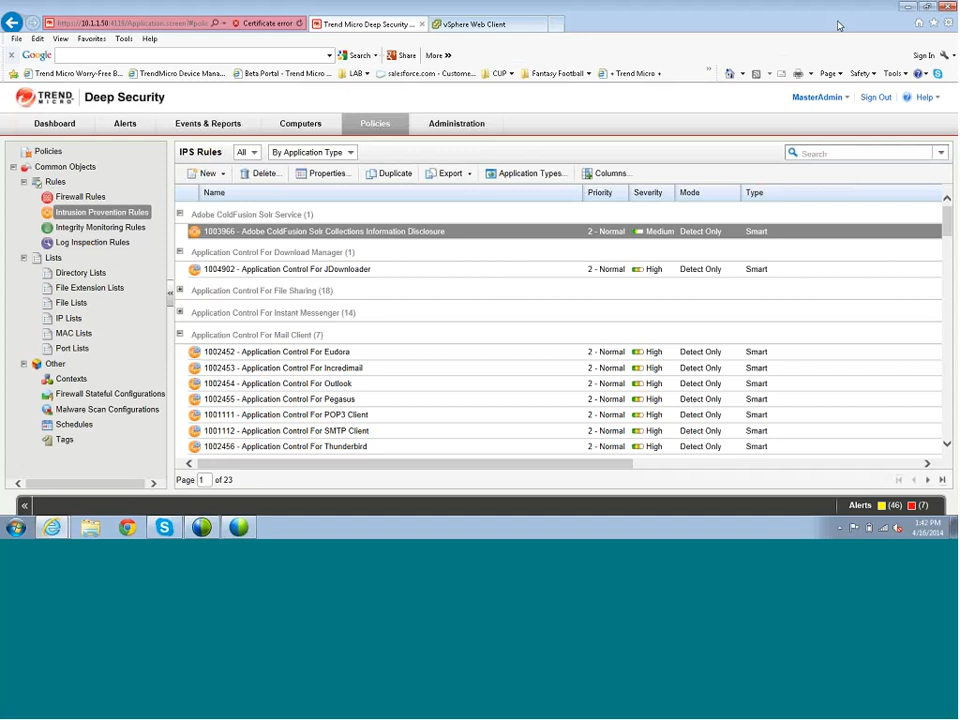 https://10.1.1.50:4119/Application.screen?#polic
Certificate error
Trend Micro Deep Security ...
vSphere Web Client
File Edit View Favorites Tools Help
Google Search Share More » Sign In
Trend Micro Worry-Free B... TrendMicro Device Mana... Beta Portal - Trend Micro ... LAB salesforce.com - Custome... CUP Fantasy Football + Trend Micro + » Page Safety Tools
TREND MICRO Deep Security MasterAdmin Sign Out Help
Dashboard Alerts Events & Reports Computers Policies Administration
Policies
Common Objects
Rules
Firewall Rules
Intrusion Prevention Rules
Integrity Monitoring Rules
Log Inspection Rules
Lists
Directory Lists
File Extension Lists
File Lists
IP Lists
MAC Lists
Port Lists
Other
Contexts
Firewall Stateful Configurations
Malware Scan Configurations
Schedules
Tags
IPS Rules All By Application Type Search
New Delete... Properties... Duplicate Export Application Types... Columns...
Name Priority Severity Mode Type
Adobe ColdFusion Solr Service (1)
1003966 - Adobe ColdFusion Solr Collections Information Disclosure 2 - Normal Medium Detect Only Smart
Application Control For Download Manager (1)
1004902 - Application Control For JDownloader 2 - Normal High Detect Only Smart
Application Control For File Sharing (18)
Application Control For Instant Messenger (14)
Application Control For Mail Client (7)
1002452 - Application Control For Eudora 2 - Normal High Detect Only Smart
1002453 - Application Control For Incredimail 2 - Normal High Detect Only Smart
1002454 - Application Control For Outlook 2 - Normal High Detect Only Smart
1002455 - Application Control For Pegasus 2 - Normal High Detect Only Smart
1001111 - Application Control For POP3 Client 2 - Normal High Detect Only Smart
1001112 - Application Control For SMTP Client 2 - Normal High Detect Only Smart
1002456 - Application Control For Thunderbird 2 - Normal High Detect Only Smart
Page 1 of 23
Alerts (46) (7)
1:42 PM
4/16/2014